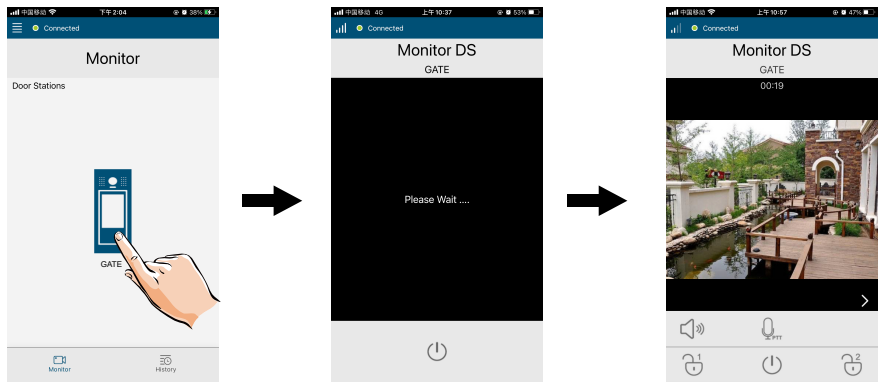 中国移动
下午2:04
38%
Connected
Monitor
Door Stations
GATE
Monitor
History
中国移动 4G
上午10:37
53%
Connected
Monitor DS
GATE
Please Wait ....
中国移动
上午10:57
47%
Connected
Monitor DS
GATE
00:19
PTT
1
2